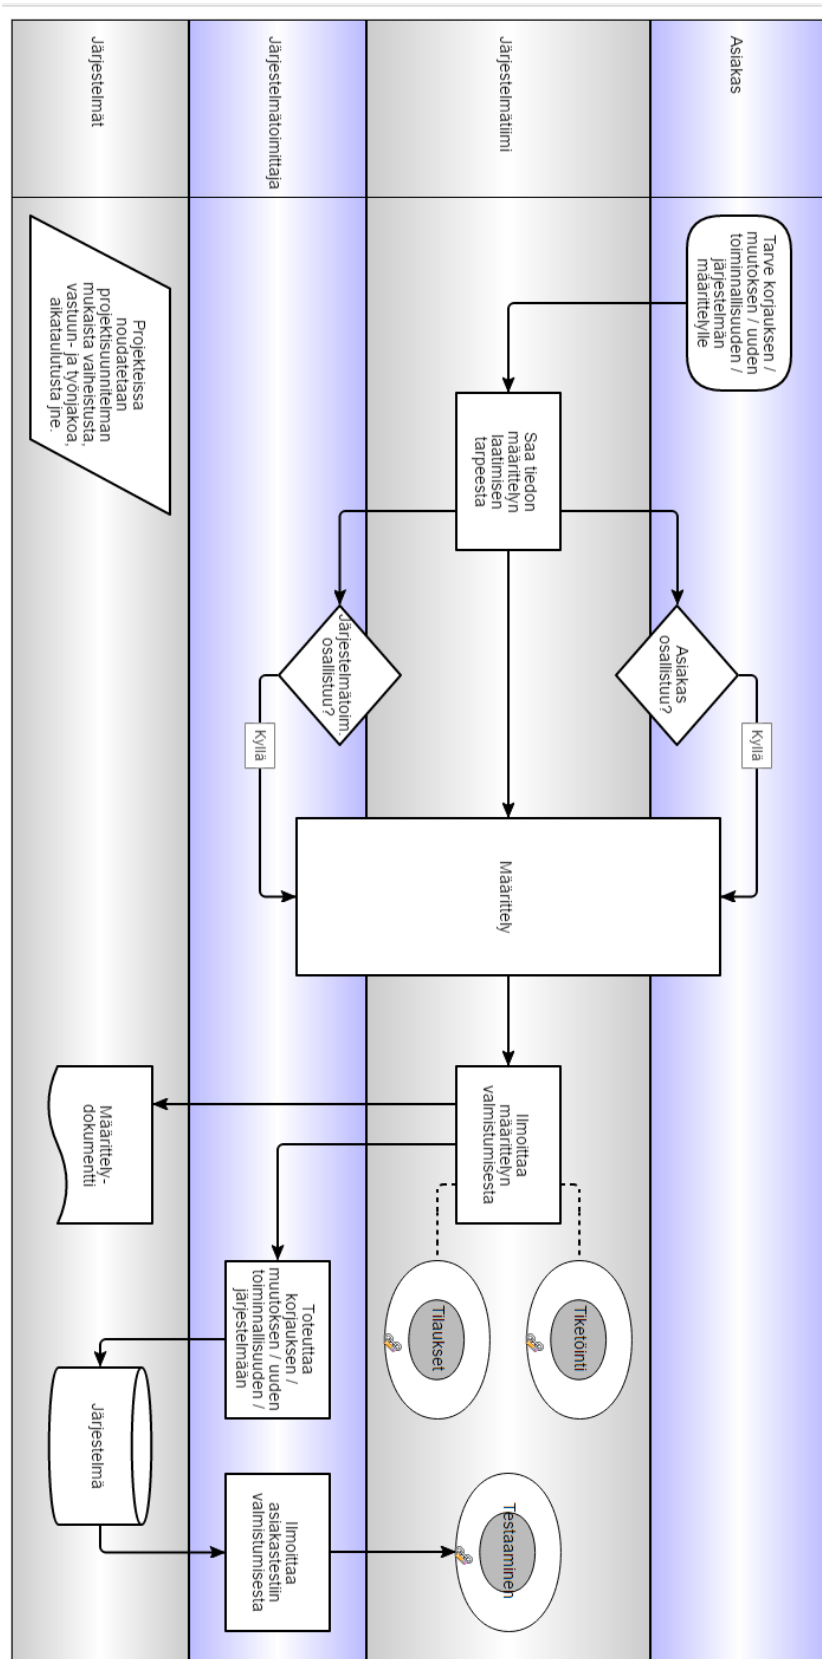 Asiakas
Järjestelmätiimi
Järjestelmätoimittaja
Järjestelmät
Tarve korjauksen /
muutoksen / uuden
toiminnallisuuden /
järjestelmän
määrittelylle
Saa tiedon
määrittelyn
laatimisen
tarpeesta
Projekteissa
noudatetaan
projektisuunnitelman
mukaista vaiheistusta,
vastuun- ja työnjakoa,
aikataulutusta jne.
Asiakas
osallistuu?
Kyllä
Järjestelmätoim.
osallistuu?
Kyllä
Määrittely
Ilmoittaa
määrittelyn
valmistumisesta
Määrittely-
dokumentti
Tiketöinti
Tilaukset
Toteuttaa
korjauksen /
muutoksen / uuden
toiminnallisuuden /
järjestelmään
Järjestelmä
Ilmoittaa
asiakastestiin
valmistumisesta
Testaaminen